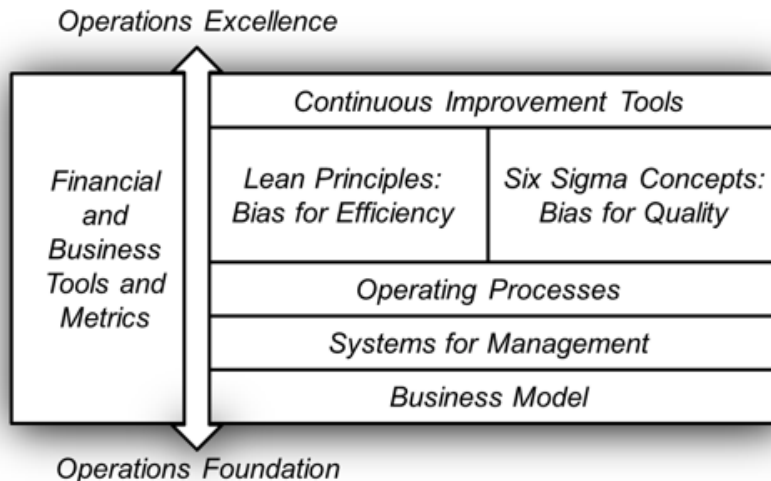 Operations Excellence
Financial
and
Business
Tools and
Metrics
Continuous Improvement Tools
Lean Principles:
Bias for Efficiency
Six Sigma Concepts:
Bias for Quality
Operating Processes
Systems for Management
Business Model
Operations Foundation